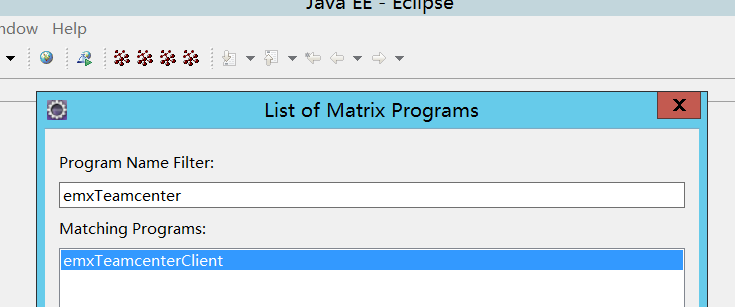 Java EE - Eclipse
ndow Help
List of Matrix Programs
X
Program Name Filter:
emxTeamcenter
Matching Programs:
emxTeamcenterClient